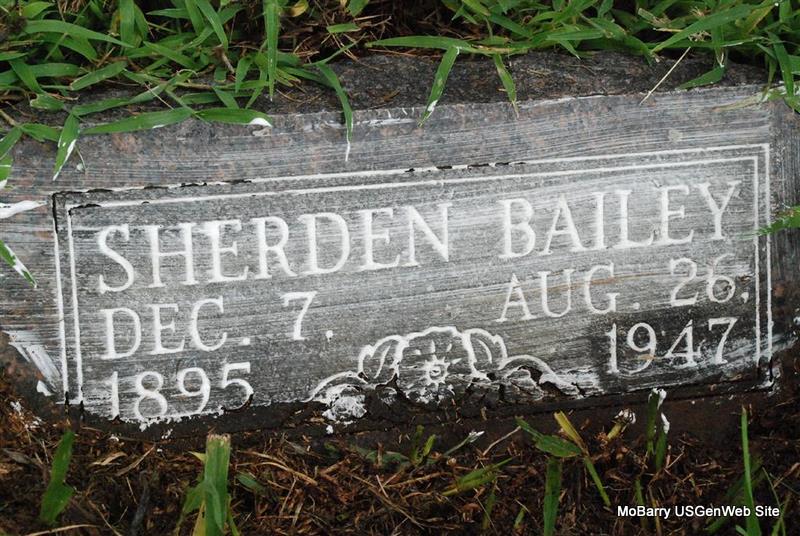 SHERDEN BAILEY
DEC. 7, AUG. 26,
1895 1947
MoBarry USGenWeb Site